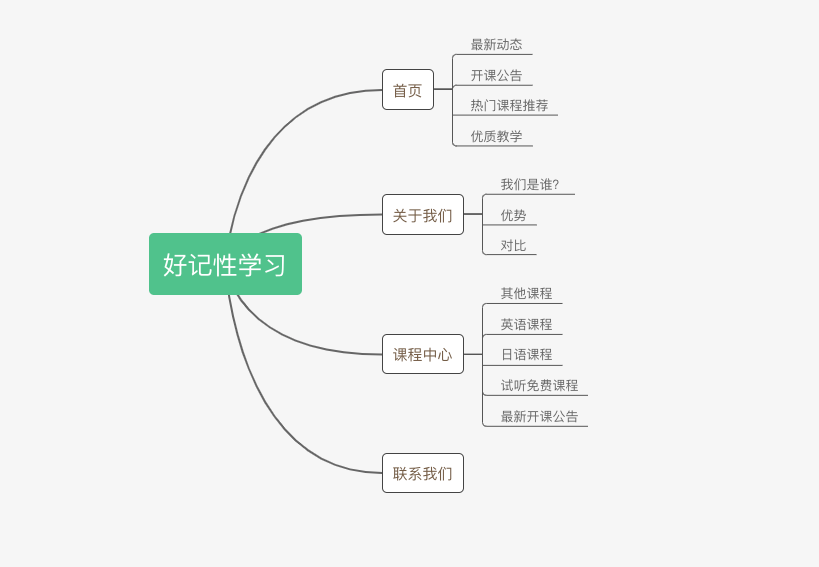 好记性学习
首页
最新动态
开课公告
热门课程推荐
优质教学
关于我们
我们是谁?
优势
对比
课程中心
其他课程
英语课程
日语课程
试听免费课程
最新开课公告
联系我们